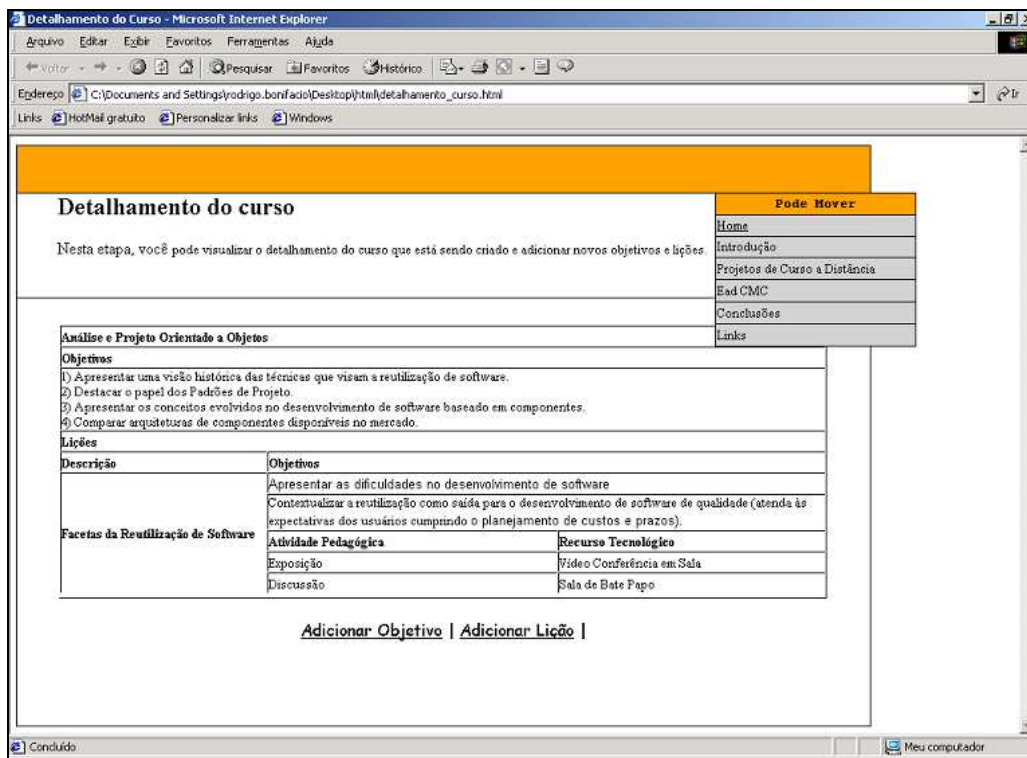 Detalhamento do Curso - Microsoft Internet Explorer
Arquivo Editar Exibir Favoritos Ferramentas Ajuda
Voltar Pesquisar Favoritos Histórico
Endereço C:\Documents and Settings\rodrigo.bonifacio\Desktop\html\detalhamento_curso.html Ir
Links HotMail gratuito Personalizar links Windows
Pode Mover
Detalhamento do curso
Home
Nesta etapa, você pode visualizar o detalhamento do curso que está sendo criado e adicionar novos objetivos e lições.
Introdução
Projetos de Curso a Distância
Ead CMC
Conclusões
Links
Análise e Projeto Orientado a Objetos
Objetivos
1) Apresentar uma visão histórica das técnicas que visam a reutilização de software.
2) Destacar o papel dos Padrões de Projeto.
3) Apresentar os conceitos evolvidos no desenvolvimento de software baseado em componentes.
4) Comparar arquiteturas de componentes disponíveis no mercado.
Lições
Descrição Objetivos
Apresentar as dificuldades no desenvolvimento de software
Contextualizar a reutilização como saída para o desenvolvimento de software de qualidade (atenda às
expectativas dos usuários cumprindo o planejamento de custos e prazos).
Facetas da Reutilização de Software
Atividade Pedagógica Recurso Tecnológico
Exposição Vídeo Conferência em Sala
Discussão Sala de Bate Papo
Adicionar Objetivo | Adicionar Lição |
Concluído Meu computador